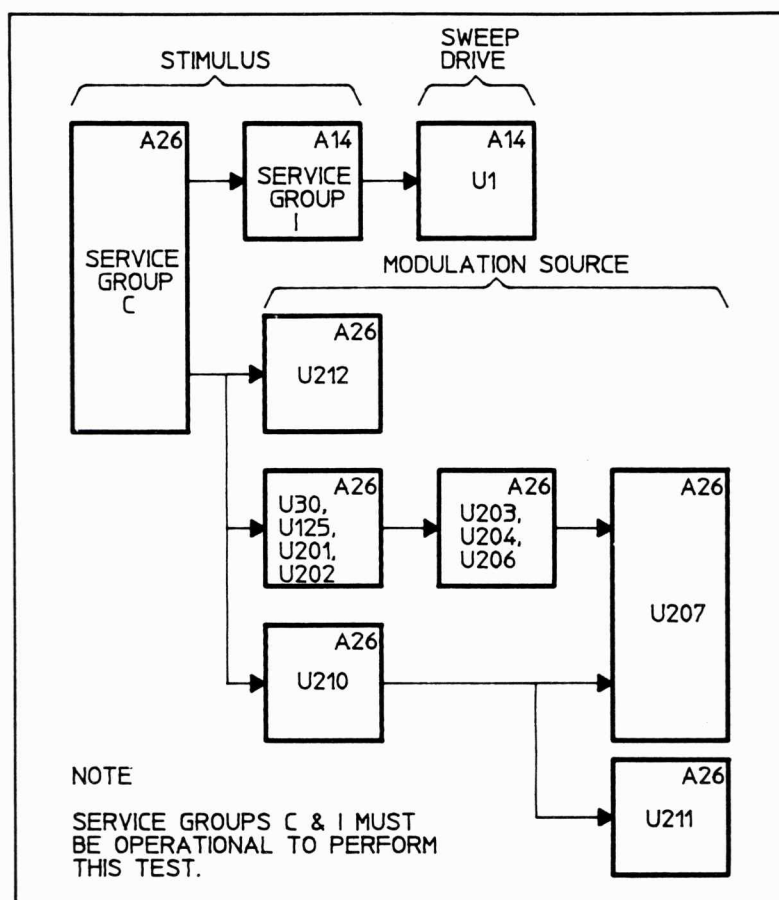 STIMULUS
SWEEP
DRIVE
A26
SERVICE
GROUP
C
A14
SERVICE
GROUP
I
A14
U1
MODULATION SOURCE
A26
U212
A26
U30,
U125,
U201,
U202
A26
U203,
U204,
U206
A26
U207
A26
U210
A26
U211
NOTE
SERVICE GROUPS C & I MUST
BE OPERATIONAL TO PERFORM
THIS TEST.